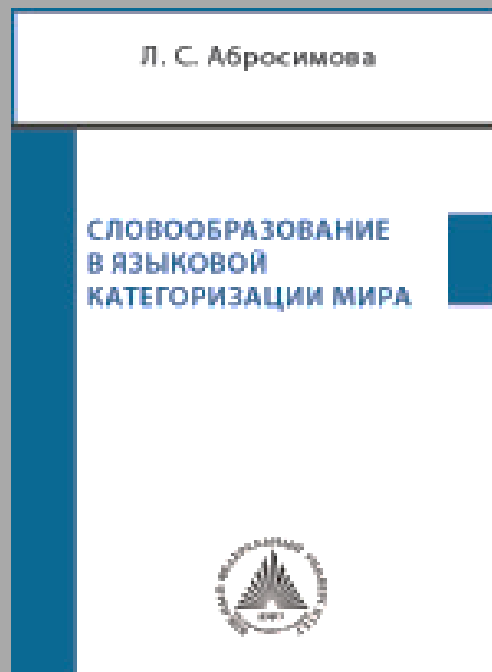 Л. С. Абросимова
СЛОВООБРАЗОВАНИЕ
В ЯЗЫКОВОЙ
КАТЕГОРИЗАЦИИ МИРА